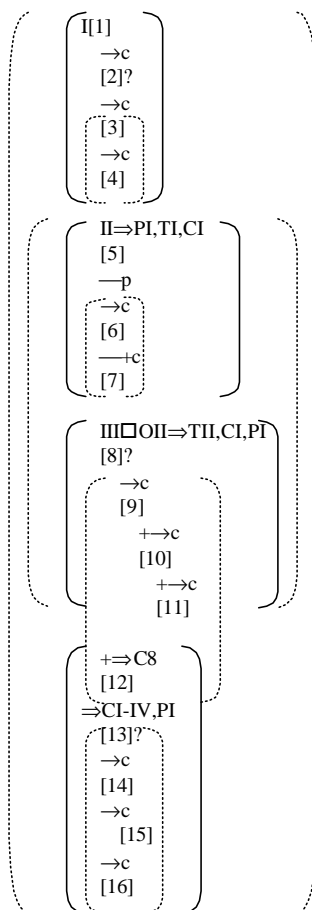 I[1]
→c
[2]?
→c
[3]
→c
[4]
II⇒PI,TI,CI
[5]
—p
→c
[6]
—+c
[7]
III□OII⇒TII,CI,PI
[8]?
→c
[9]
+→c
[10]
+→c
[11]
+⇒C8
[12]
⇒CI-IV,PI
[13]?
→c
[14]
→c
[15]
→c
[16]